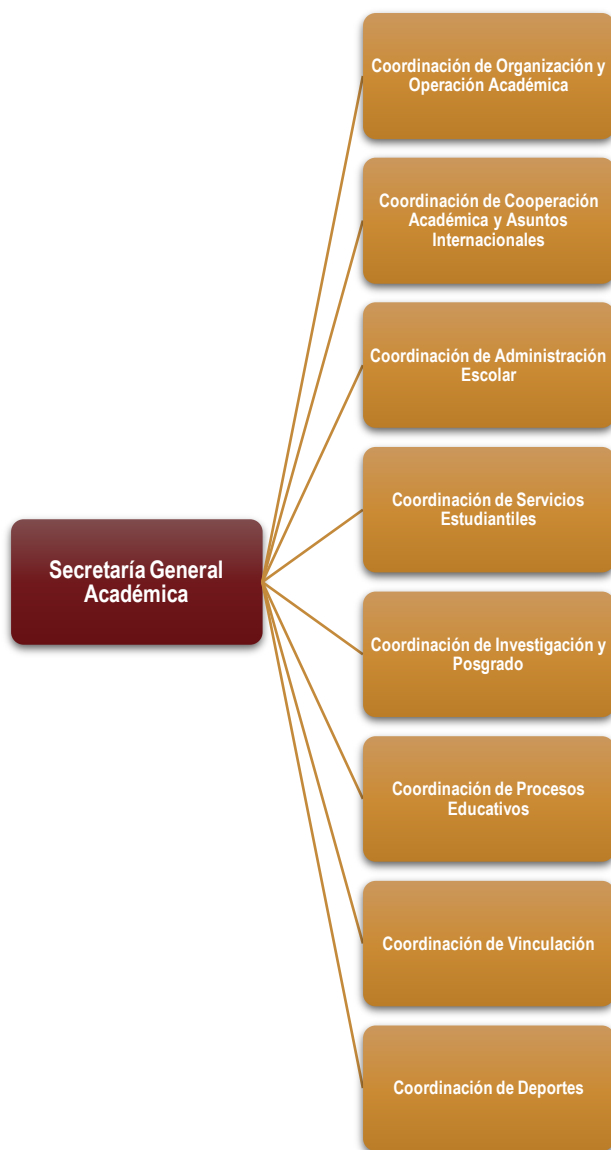 Coordinación de Organización y
Operación Académica
Coordinación de Cooperación
Académica y Asuntos
Internacionales
Coordinación de Administración
Escolar
Coordinación de Servicios
Estudiantiles
Secretaría General
Académica
Coordinación de Investigación y
Posgrado
Coordinación de Procesos
Educativos
Coordinación de Vinculación
Coordinación de Deportes